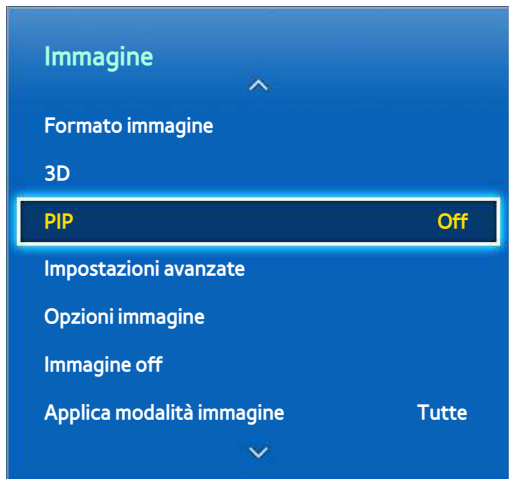 Immagine
Formato immagine
3D
PIP Off
Impostazioni avanzate
Opzioni immagine
Immagine off
Applica modalità immagine Tutte